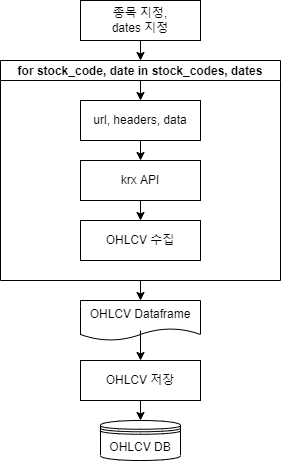 종목 지정,
dates 지정
for stock_code, date in stock_codes, dates
url, headers, data
krx API
OHLCV 수집
OHLCV Dataframe
OHLCV 저장
OHLCV DB